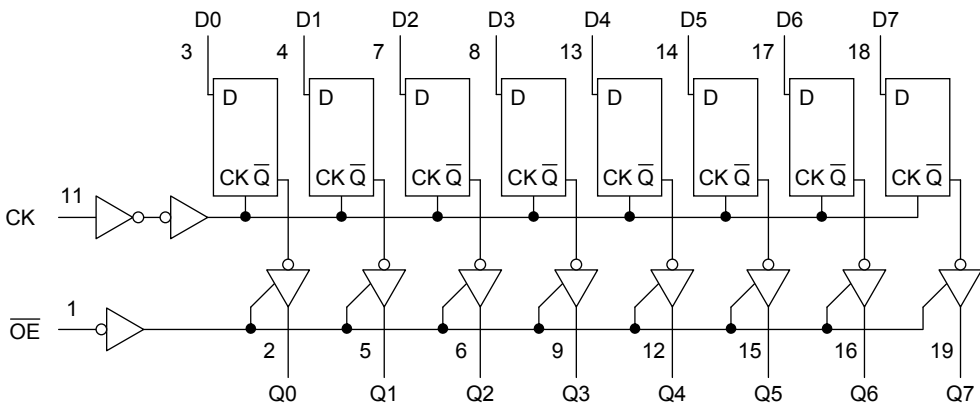 D0 D1 D2 D3 D4 D5 D6 D7
3 4 7 8 13 14 17 18
D D D D D D D D
CK Q̅ CK Q̅ CK Q̅ CK Q̅ CK Q̅ CK Q̅ CK Q̅ CK Q̅
11
CK
1
O̅E̅
2 5 6 9 12 15 16 19
Q0 Q1 Q2 Q3 Q4 Q5 Q6 Q7